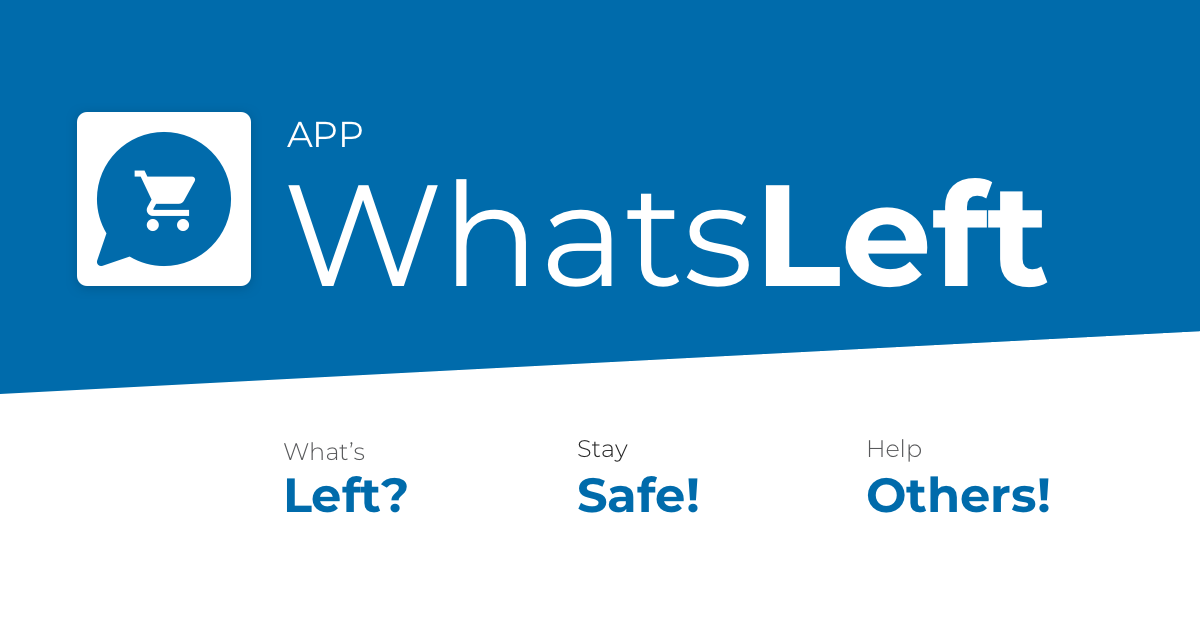 APP
WhatsLeft
What’s
Left?
Stay
Safe!
Help
Others!